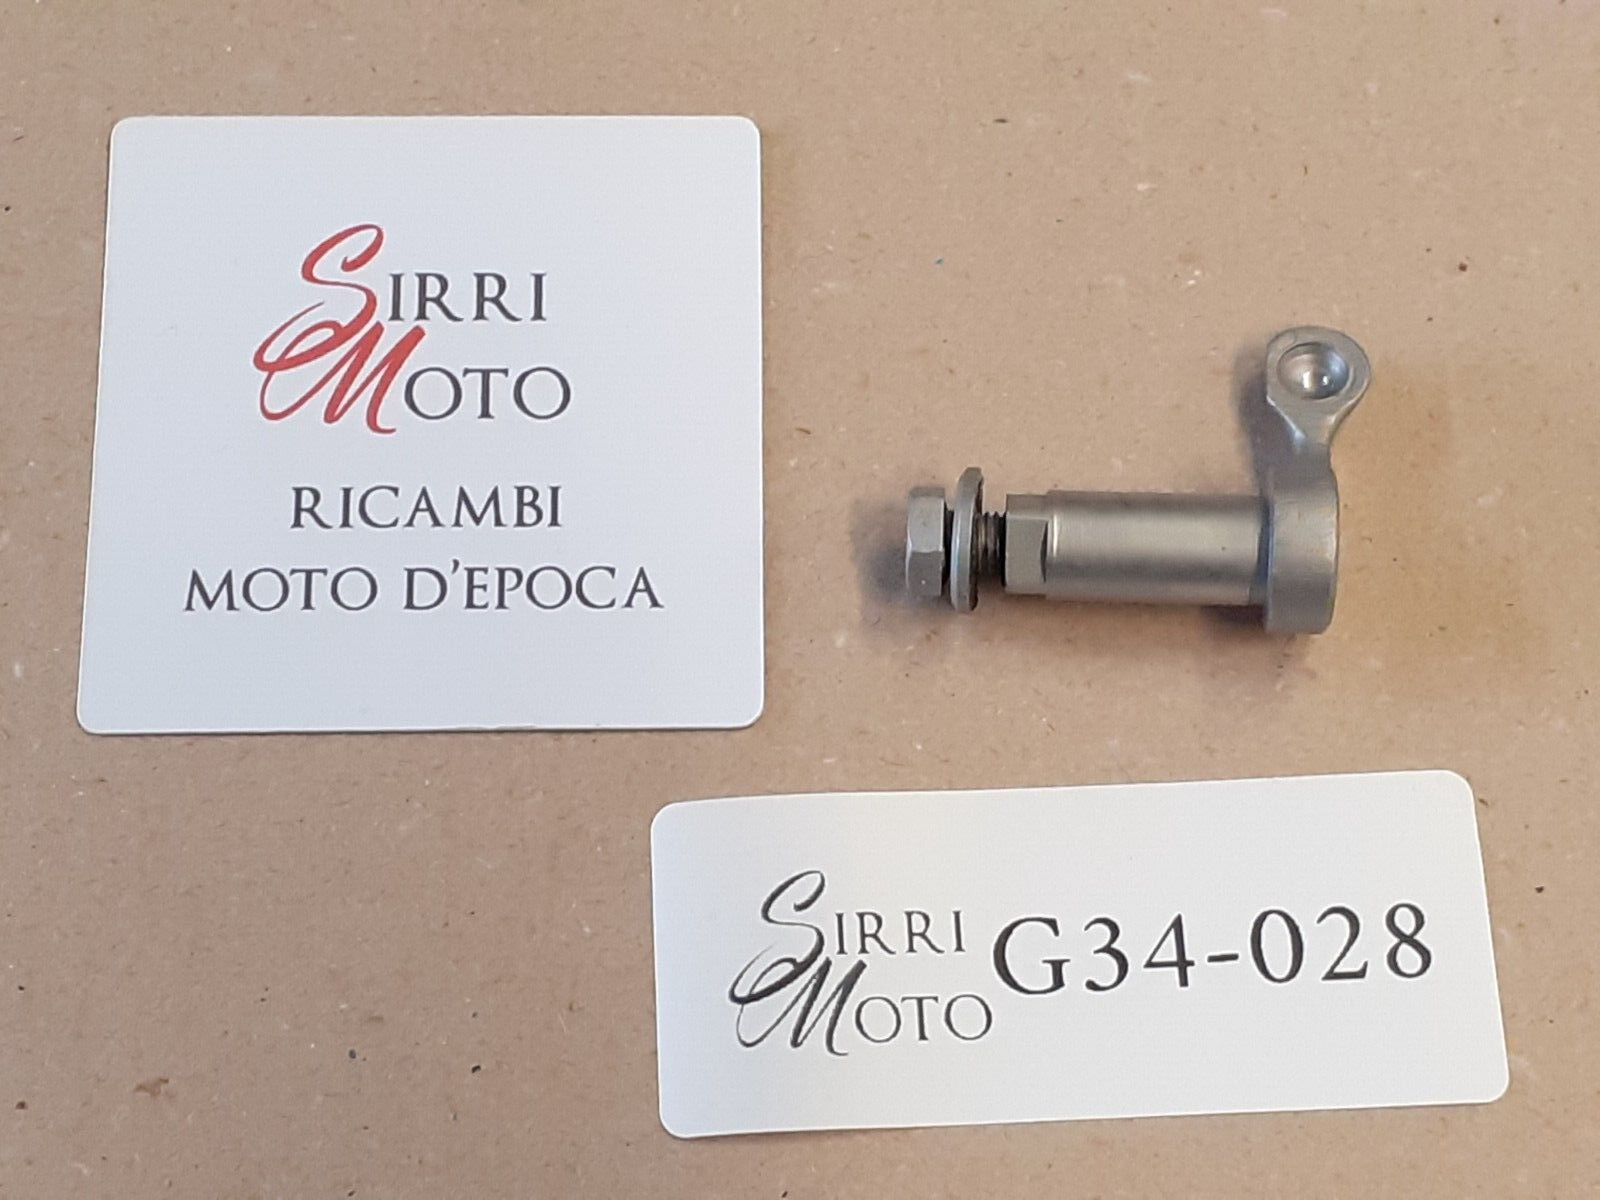 SIRRI
MOTO
RICAMBI
MOTO D'EPOCA
SIRRI
MOTO
G34-028